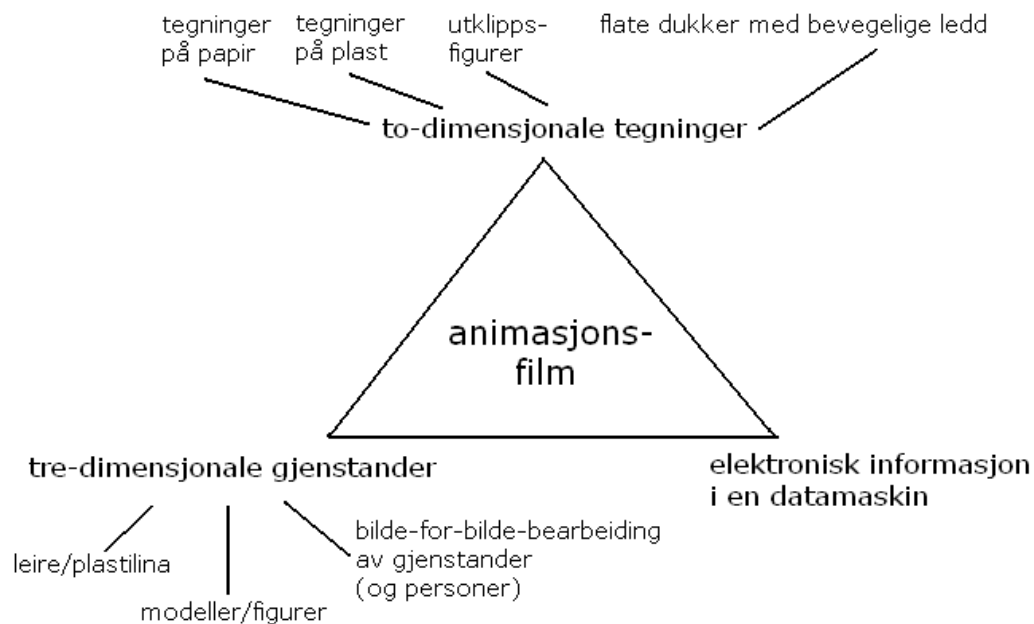 tegninger
på papir
tegninger
på plast
utklipps-
figurer
flate dukker med bevegelige ledd
to-dimensjonale tegninger
animasjons-
film
tre-dimensjonale gjenstander
elektronisk informasjon
i en datamaskin
leire/plastilina
modeller/figurer
bilde-for-bilde-bearbeiding
av gjenstander
(og personer)